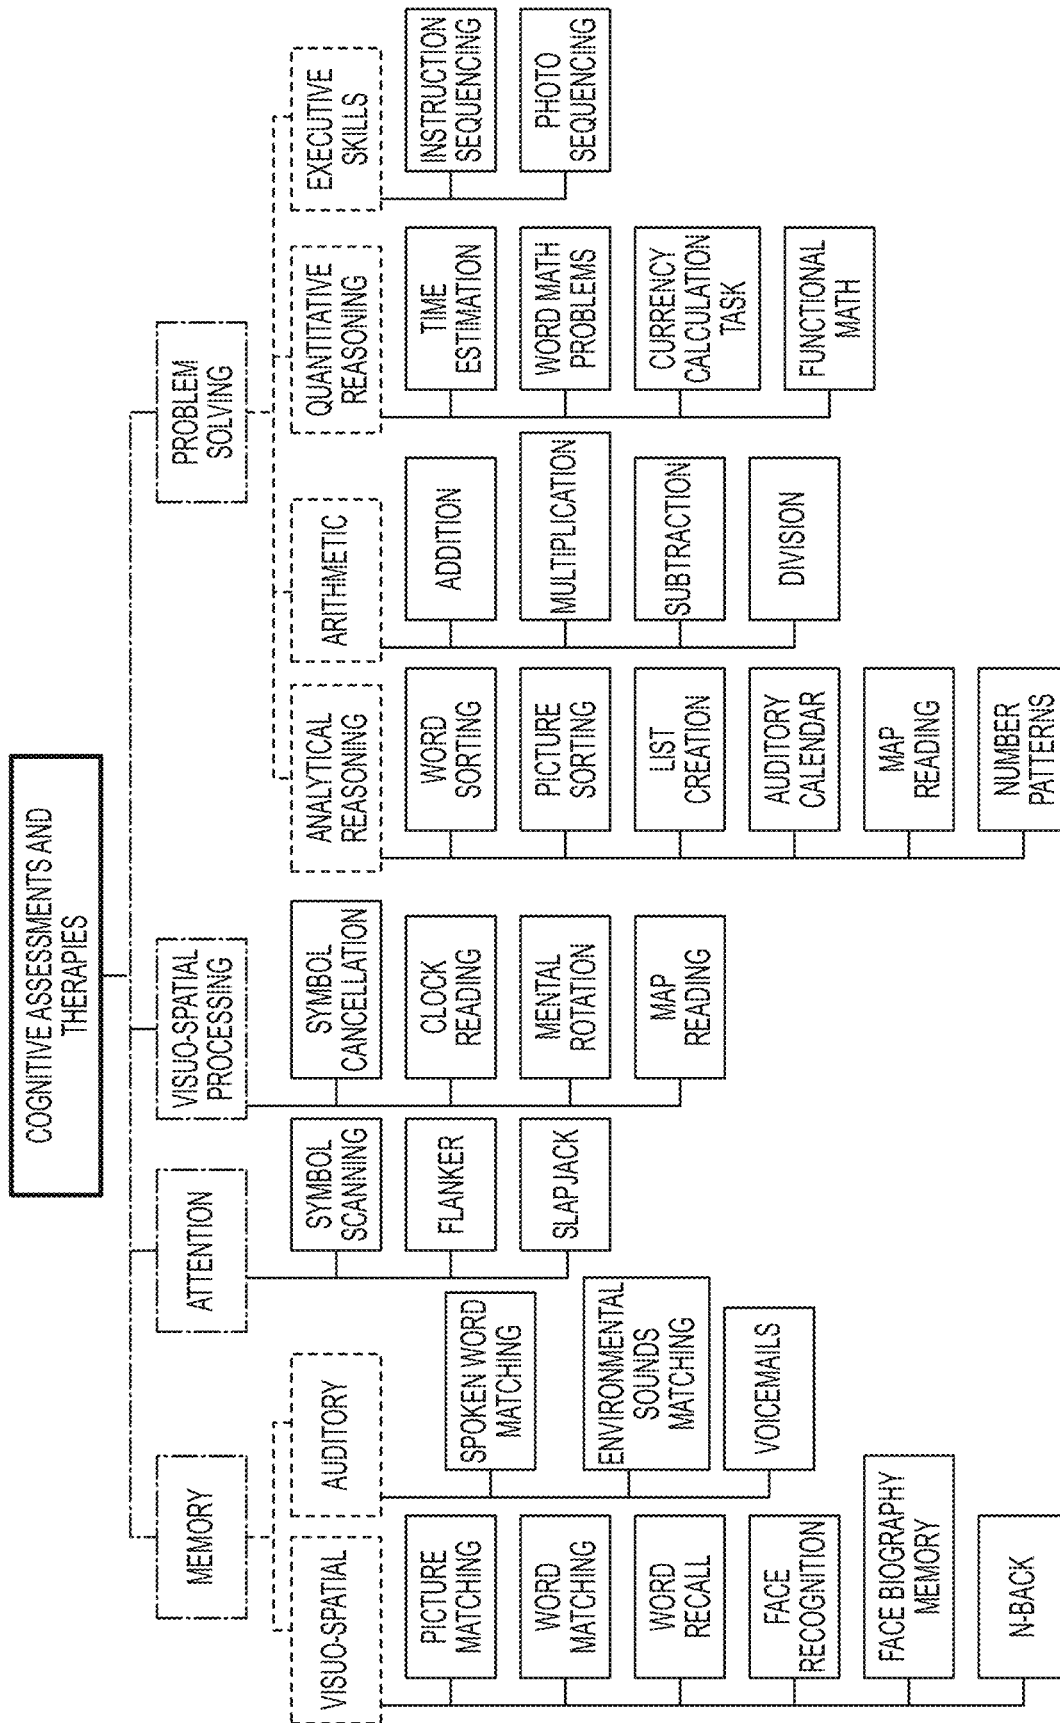 COGNITIVE ASSESSMENTS AND
THERAPIES
MEMORY
ATTENTION
VISUO-SPATIAL
PROCESSING
PROBLEM
SOLVING
VISUO-SPATIAL
PICTURE
MATCHING
WORD
MATCHING
WORD
RECALL
FACE
RECOGNITION
FACE BIOGRAPHY
MEMORY
N-BACK
AUDITORY
SPOKEN WORD
MATCHING
ENVIRONMENTAL
SOUNDS
MATCHING
VOICEMAILS
SYMBOL
SCANNING
FLANKER
SLAPJACK
SYMBOL
CANCELLATION
CLOCK
READING
MENTAL
ROTATION
MAP
READING
ANALYTICAL
REASONING
WORD
SORTING
PICTURE
SORTING
LIST
CREATION
AUDITORY
CALENDAR
MAP
READING
NUMBER
PATTERNS
ARITHMETIC
ADDITION
MULTIPLICATION
SUBTRACTION
DIVISION
QUANTITATIVE
REASONING
TIME
ESTIMATION
WORD MATH
PROBLEMS
CURRENCY
CALCULATION
TASK
FUNCTIONAL
MATH
EXECUTIVE
SKILLS
INSTRUCTION
SEQUENCING
PHOTO
SEQUENCING